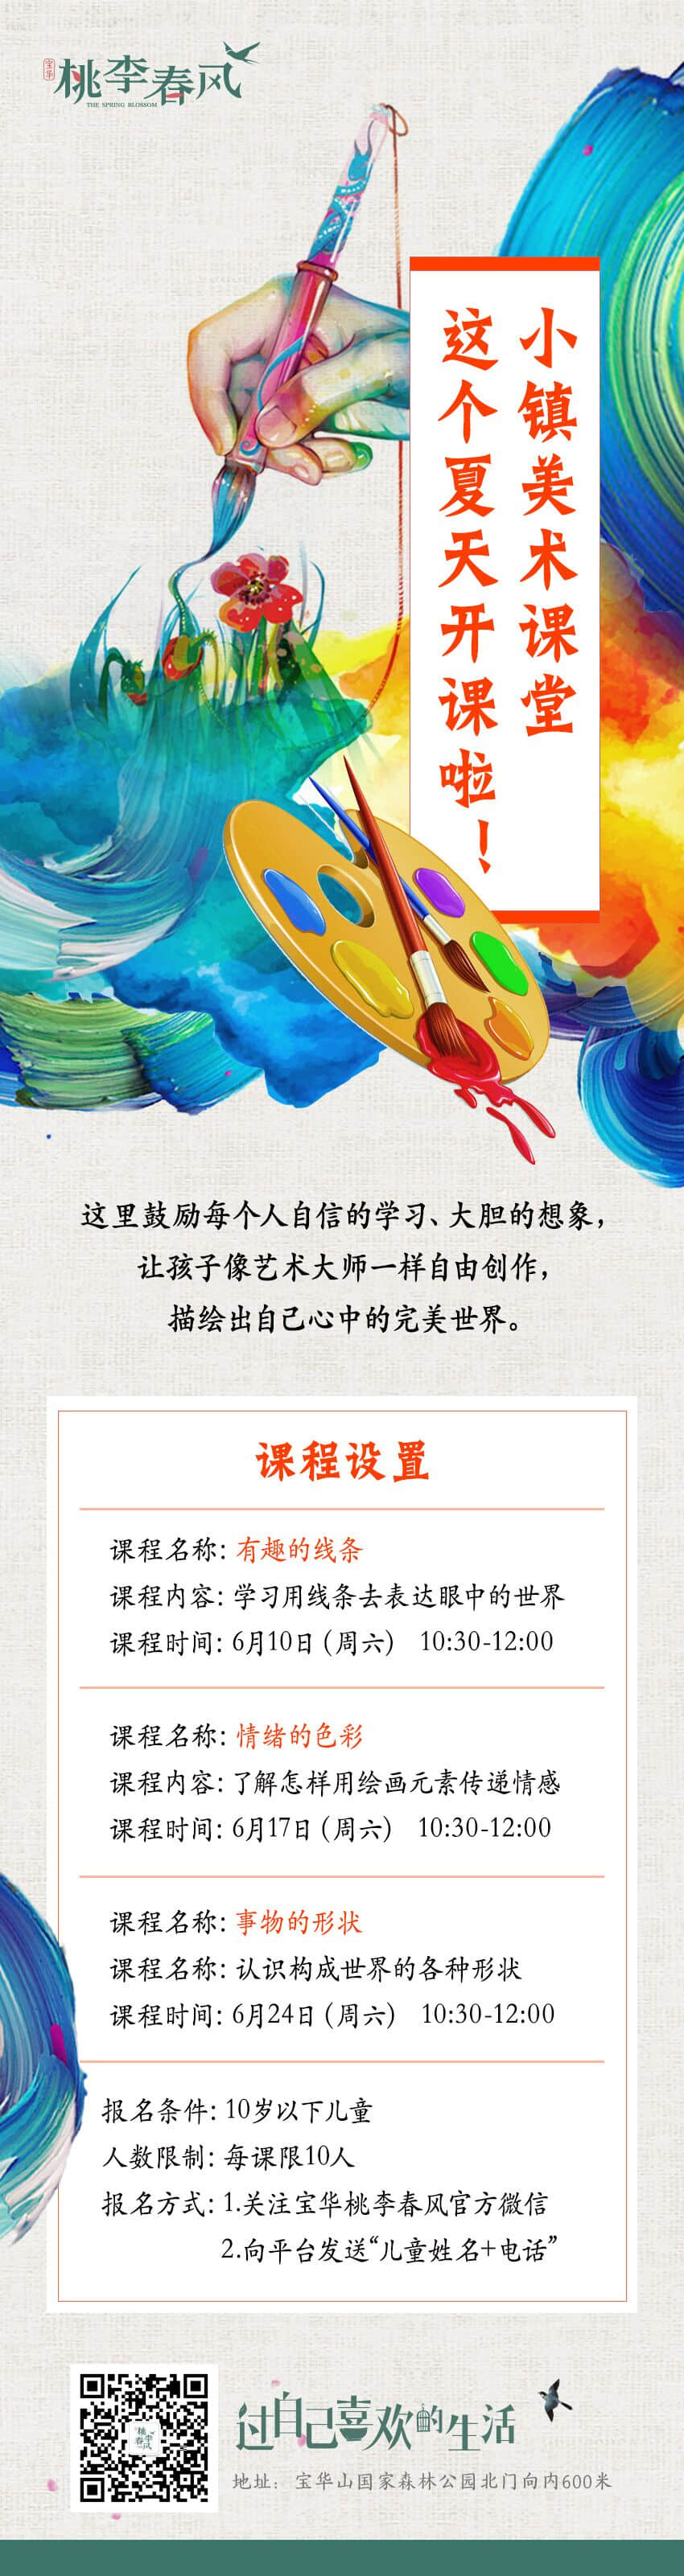 宝华
桃李春风
THE SPRING BLOSSOM
小镇美术课堂
这个夏天开课啦！
这里鼓励每个人自信的学习、大胆的想象，
让孩子像艺术大师一样自由创作，
描绘出自己心中的完美世界。
课程设置
课程名称：有趣的线条
课程内容：学习用线条去表达眼中的世界
课程时间：6月10日（周六） 10:30-12:00
课程名称：情绪的色彩
课程内容：了解怎样用绘画元素传递情感
课程时间：6月17日（周六） 10:30-12:00
课程名称：事物的形状
课程名称：认识构成世界的各种形状
课程时间：6月24日（周六） 10:30-12:00
报名条件：10岁以下儿童
人数限制：每课限10人
报名方式：1.关注宝华桃李春风官方微信
2.向平台发送“儿童姓名+电话”
桃李春风
过自己喜欢的生活
地址： 宝华山国家森林公园北门向内600米